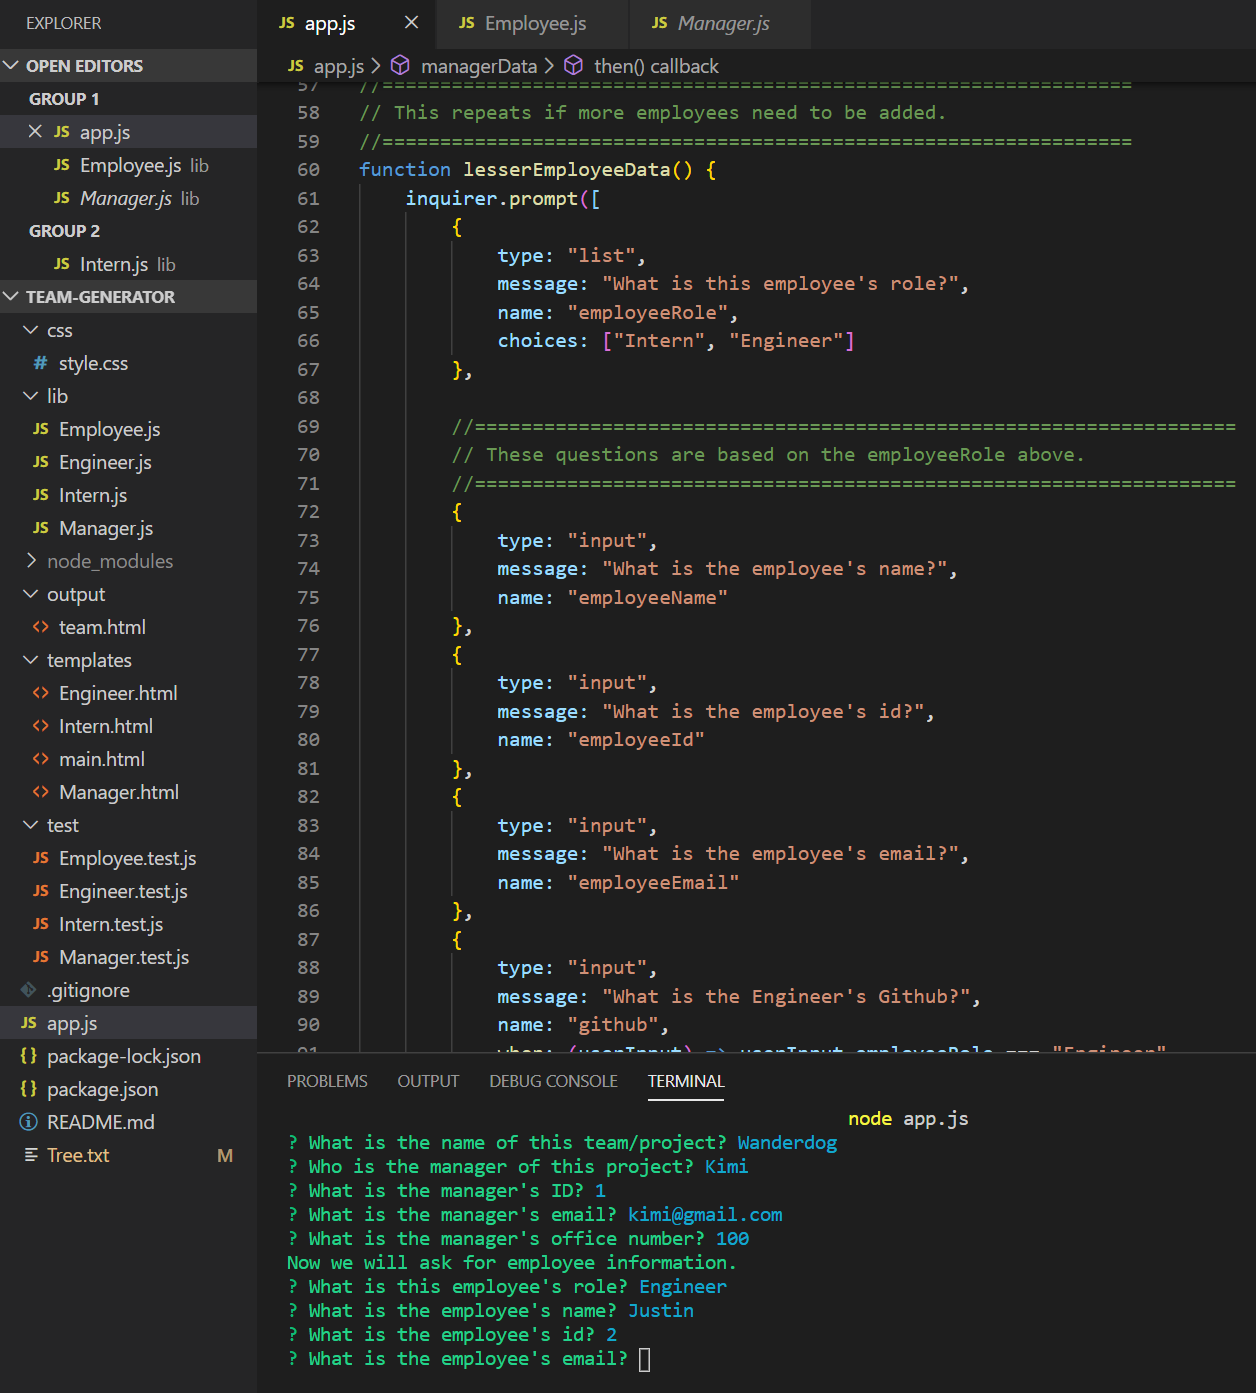 EXPLORER
OPEN EDITORS
GROUP 1
JS app.js
JS Employee.js lib
JS Manager.js lib
GROUP 2
JS Intern.js lib
TEAM-GENERATOR
css
# style.css
lib
JS Employee.js
JS Engineer.js
JS Intern.js
JS Manager.js
node_modules
output
<> team.html
templates
<> Engineer.html
<> Intern.html
<> main.html
<> Manager.html
test
JS Employee.test.js
JS Engineer.test.js
JS Intern.test.js
JS Manager.test.js
.gitignore
JS app.js
{} package-lock.json
{} package.json
README.md
Tree.txt M
JS app.js JS Employee.js JS Manager.js
JS app.js > managerData > then() callback
57 //=================================================================
58 // This repeats if more employees need to be added.
59 //=================================================================
60 function lesserEmployeeData() {
61 inquirer.prompt([
62 {
63 type: "list",
64 message: "What is this employee's role?",
65 name: "employeeRole",
66 choices: ["Intern", "Engineer"]
67 },
68
69 //==================================================================
70 // These questions are based on the employeeRole above.
71 //==================================================================
72 {
73 type: "input",
74 message: "What is the employee's name?",
75 name: "employeeName"
76 },
77 {
78 type: "input",
79 message: "What is the employee's id?",
80 name: "employeeId"
81 },
82 {
83 type: "input",
84 message: "What is the employee's email?",
85 name: "employeeEmail"
86 },
87 {
88 type: "input",
89 message: "What is the Engineer's Github?",
90 name: "github",
91 when: (userInput) => userInput.employeeRole === "Engineer"
PROBLEMS OUTPUT DEBUG CONSOLE TERMINAL
node app.js
? What is the name of this team/project? Wanderdog
? Who is the manager of this project? Kimi
? What is the manager's ID? 1
? What is the manager's email? kimi@gmail.com
? What is the manager's office number? 100
Now we will ask for employee information.
? What is this employee's role? Engineer
? What is the employee's name? Justin
? What is the employee's id? 2
? What is the employee's email?